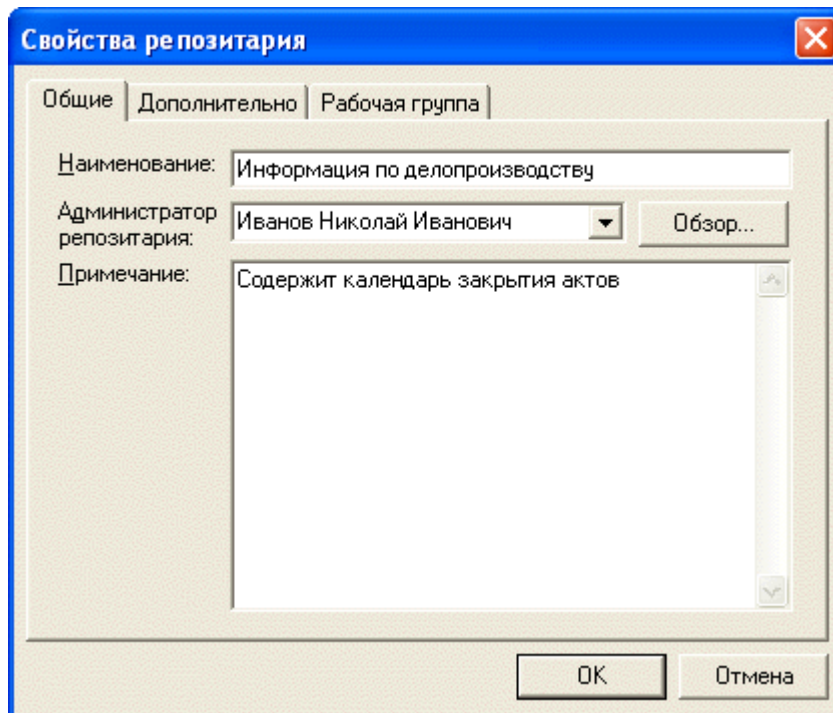 Свойства репозитария
Общие Дополнительно Рабочая группа
Наименование: Информация по делопроизводству
Администратор репозитария: Иванов Николай Иванович Обзор...
Примечание: Содержит календарь закрытия актов
OK Отмена